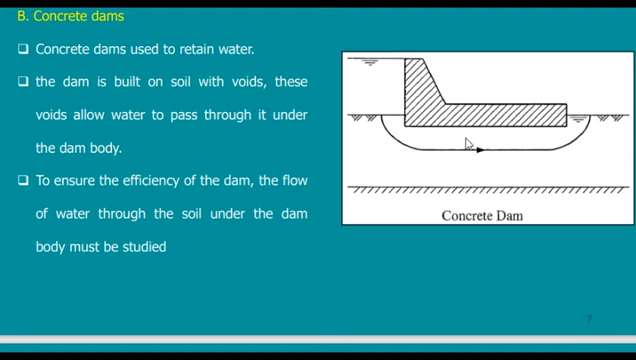 B. Concrete dams
Concrete dams used to retain water.
the dam is built on soil with voids, these
voids allow water to pass through it under
the dam body.
To ensure the efficiency of the dam, the flow
of water through the soil under the dam
body must be studied
Concrete Dam
7